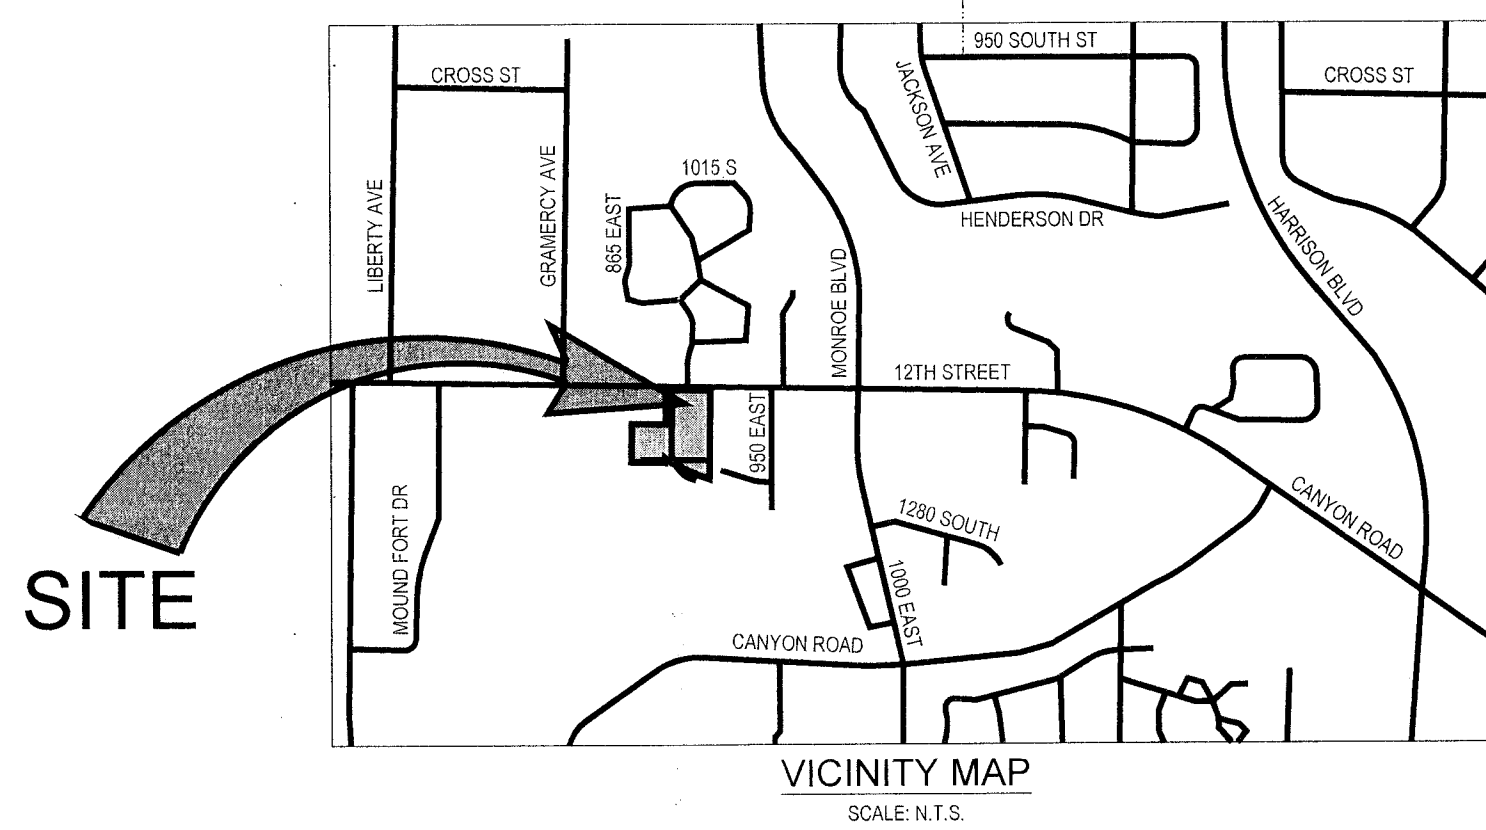 950 SOUTH ST
CROSS ST
CROSS ST
JACKSON AVE
1015 S
LIBERTY AVE
GRAMERCY AVE
865 EAST
HENDERSON DR
HARRISON BLVD
MONROE BLVD
12TH STREET
950 EAST
MOUND FORT DR
1280 SOUTH
CANYON ROAD
SITE
1000 EAST
CANYON ROAD
VICINITY MAP
SCALE: N.T.S.